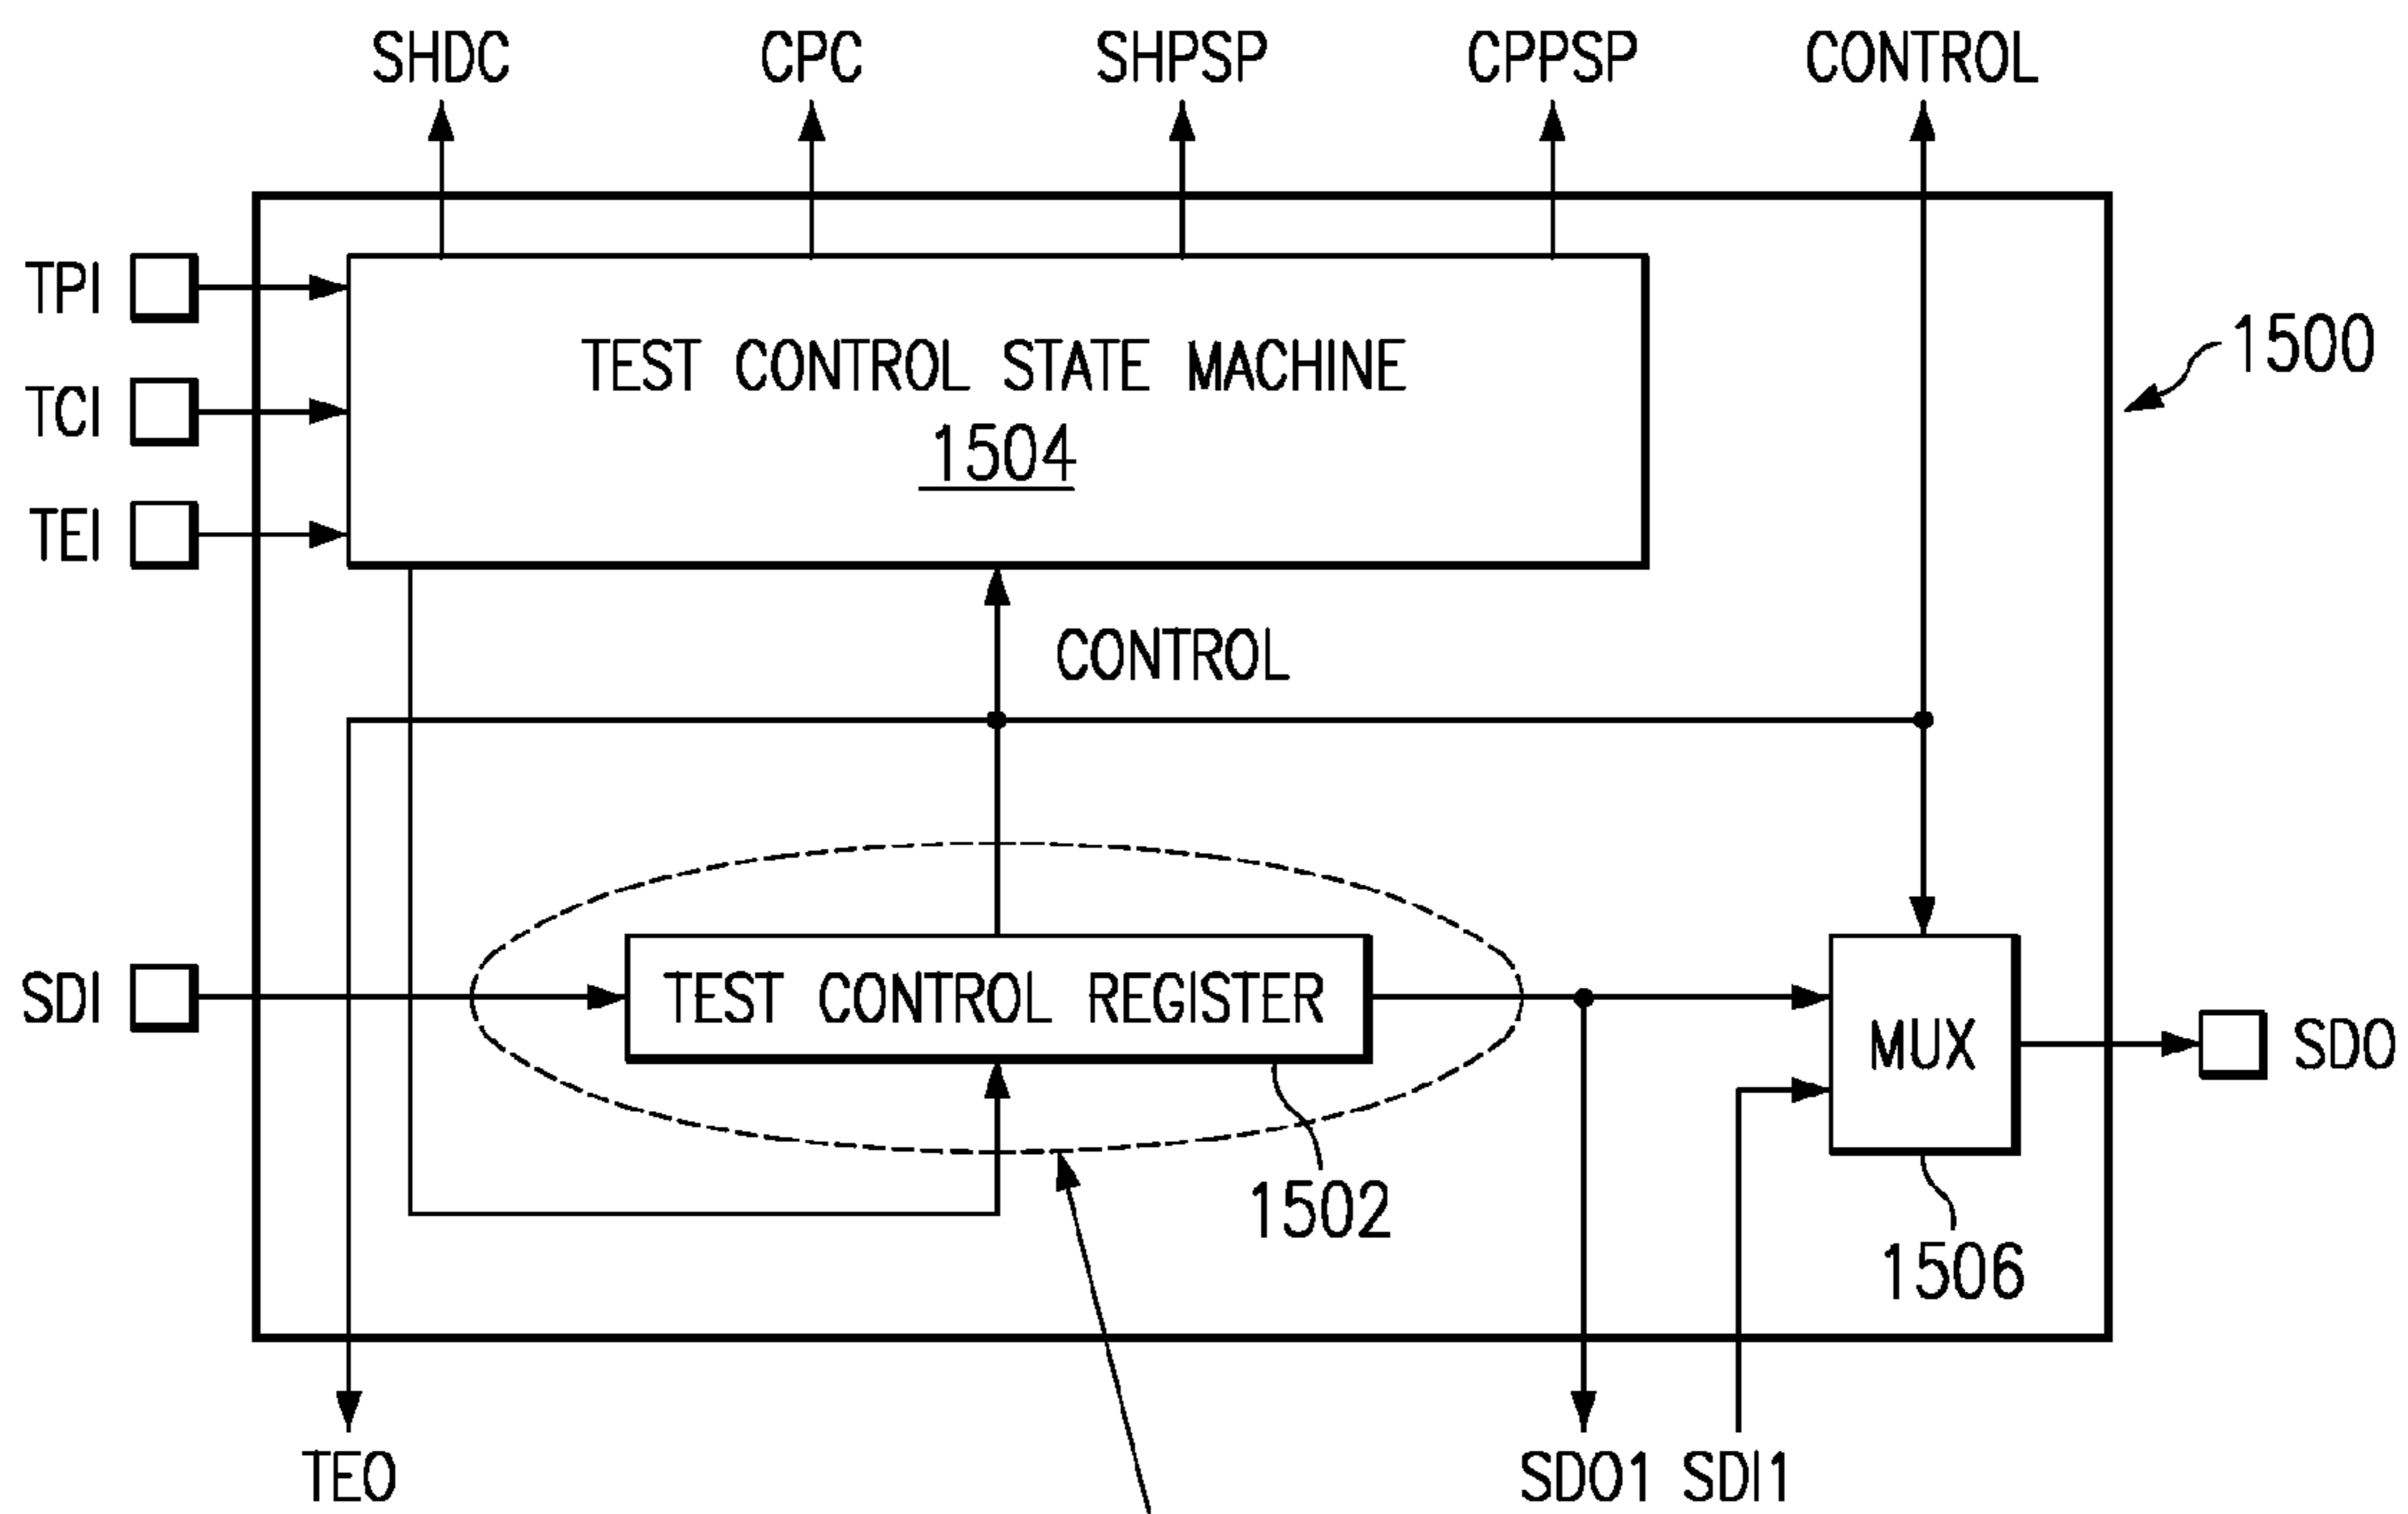 SHDC CPC SHPSP CPPSP CONTROL
TPI
TCI
TEI
TEST CONTROL STATE MACHINE
1504
1500
CONTROL
SDI
TEST CONTROL REGISTER
MUX
SDO
1502
1506
TEO
SDO1
SDI1